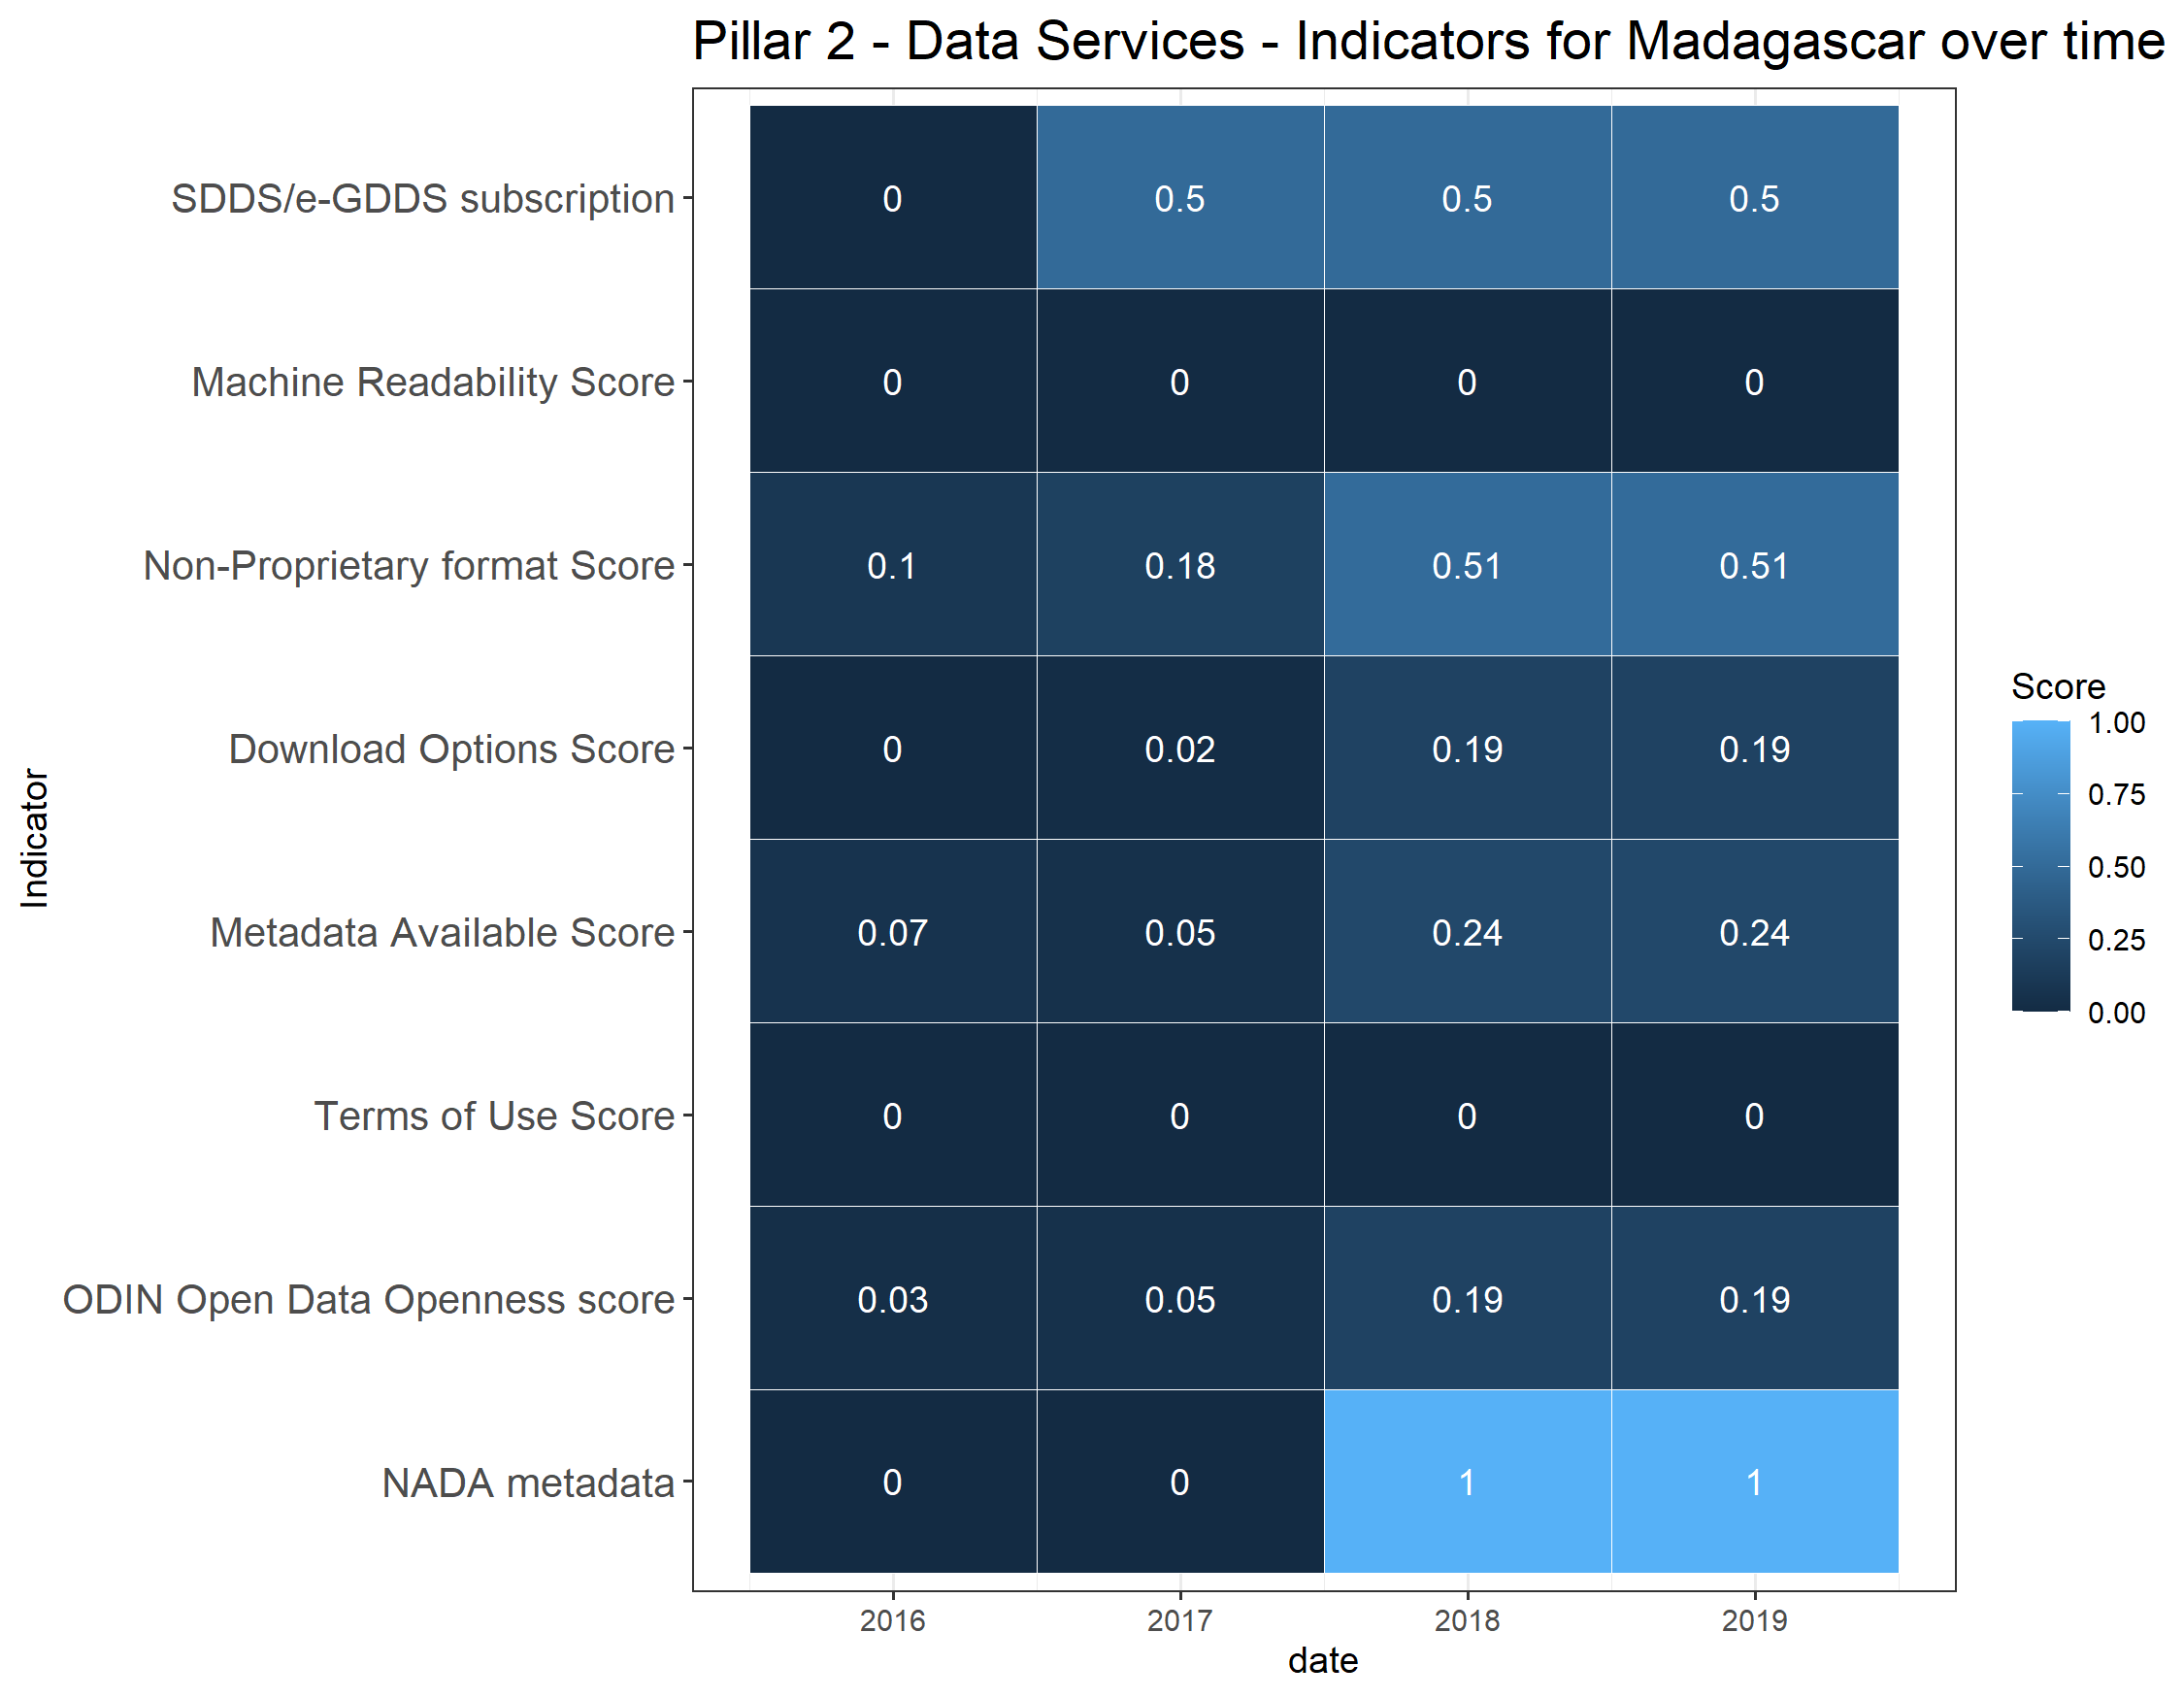 Pillar 2 - Data Services - Indicators for Madagascar over time
SDDS/e-GDDS subscription 0 0.5 0.5 0.5
Machine Readability Score 0 0 0 0
Non-Proprietary format Score 0.1 0.18 0.51 0.51
Download Options Score 0 0.02 0.19 0.19
Metadata Available Score 0.07 0.05 0.24 0.24
Terms of Use Score 0 0 0 0
ODIN Open Data Openness score 0.03 0.05 0.19 0.19
NADA metadata 0 0 1 1
2016 2017 2018 2019
date
Indicator
Score
1.00
0.75
0.50
0.25
0.00